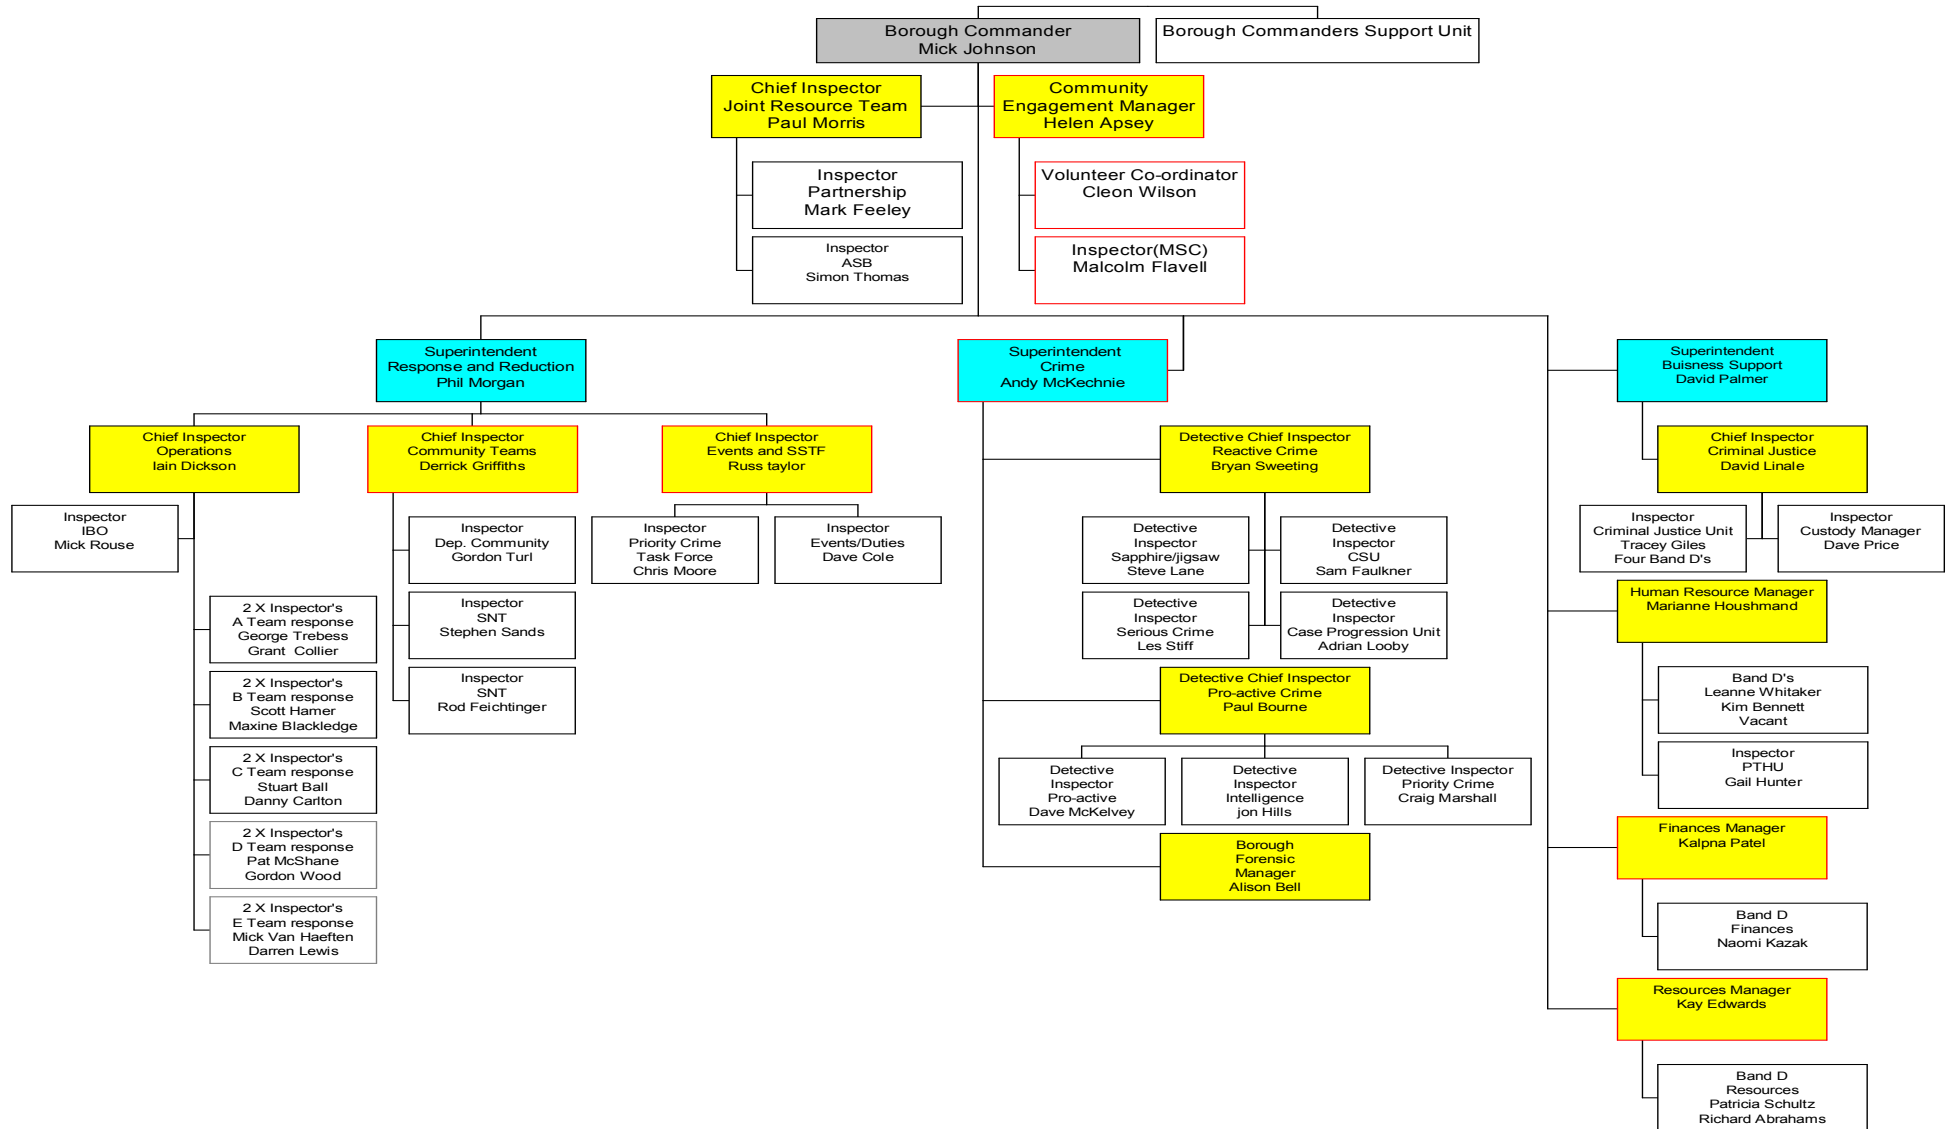 Borough Commander
Mick Johnson
Borough Commanders Support Unit
Chief Inspector
Joint Resource Team
Paul Morris
Community
Engagement Manager
Helen Apsey
Inspector
Partnership
Mark Feeley
Volunteer Co-ordinator
Cleon Wilson
Inspector
ASB
Simon Thomas
Inspector(MSC)
Malcolm Flavell
Superintendent
Response and Reduction
Phil Morgan
Superintendent
Crime
Andy McKechnie
Superintendent
Buisness Support
David Palmer
Chief Inspector
Operations
Iain Dickson
Chief Inspector
Community Teams
Derrick Griffiths
Chief Inspector
Events and SSTF
Russ taylor
Inspector
IBO
Mick Rouse
2 X Inspector's
A Team response
George Trebess
Grant Collier
2 X Inspector's
B Team response
Scott Hamer
Maxine Blackledge
2 X Inspector's
C Team response
Stuart Ball
Danny Carlton
2 X Inspector's
D Team response
Pat McShane
Gordon Wood
2 X Inspector's
E Team response
Mick Van Haeften
Darren Lewis
Inspector
Dep. Community
Gordon Turl
Inspector
SNT
Stephen Sands
Inspector
SNT
Rod Feichtinger
Inspector
Priority Crime
Task Force
Chris Moore
Inspector
Events/Duties
Dave Cole
Detective Chief Inspector
Reactive Crime
Bryan Sweeting
Detective
Inspector
Sapphire/jigsaw
Steve Lane
Detective
Inspector
CSU
Sam Faulkner
Detective
Inspector
Serious Crime
Les Stiff
Detective
Inspector
Case Progression Unit
Adrian Looby
Detective Chief Inspector
Pro-active Crime
Paul Bourne
Detective
Inspector
Pro-active
Dave McKelvey
Detective
Inspector
Intelligence
jon Hills
Detective Inspector
Priority Crime
Craig Marshall
Borough
Forensic
Manager
Alison Bell
Chief Inspector
Criminal Justice
David Linale
Inspector
Criminal Justice Unit
Tracey Giles
Four Band D's
Inspector
Custody Manager
Dave Price
Human Resource Manager
Marianne Houshmand
Band D's
Leanne Whitaker
Kim Bennett
Vacant
Inspector
PTHU
Gail Hunter
Finances Manager
Kalpna Patel
Band D
Finances
Naomi Kazak
Resources Manager
Kay Edwards
Band D
Resources
Patricia Schultz
Richard Abrahams